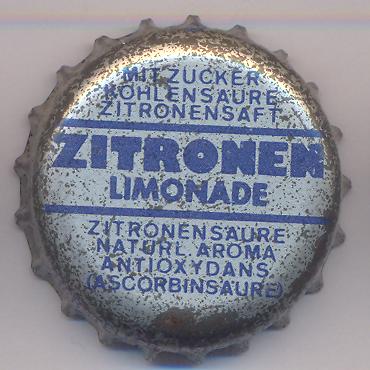 MIT ZUCKER
KOHLENSÄURE
ZITRONENSAFT
ZITRONEN
LIMONADE
ZITRONENSÄURE
NATÜRL AROMA
ANTIOXYDANS
(ASCORBINSÄURE)